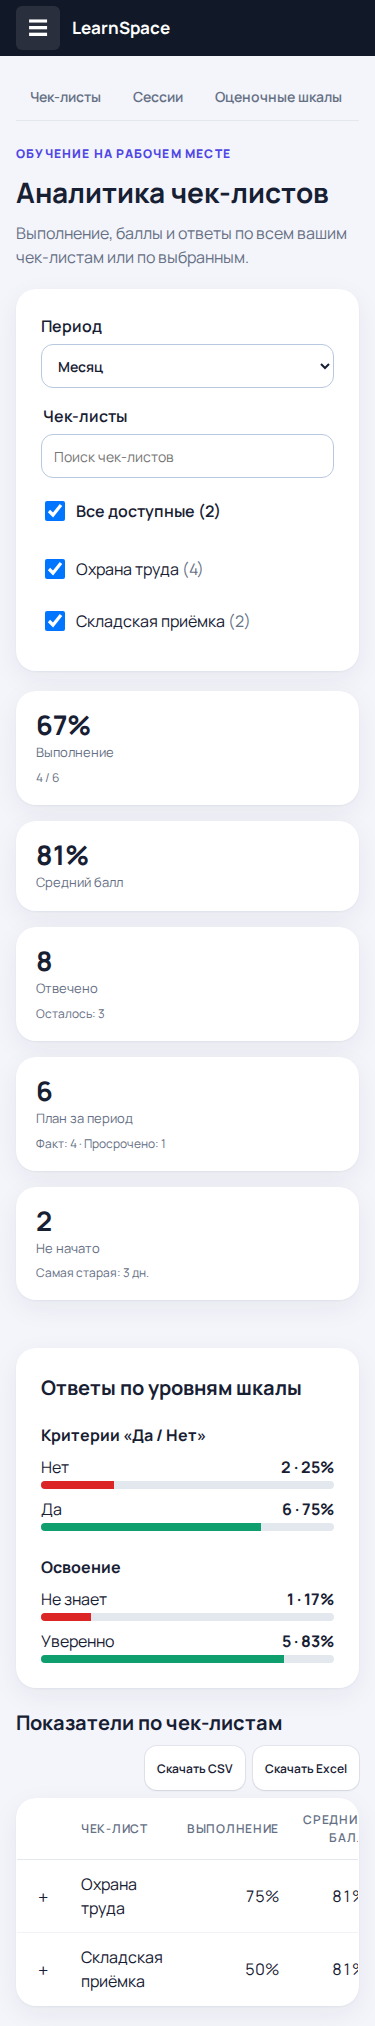 ☰ LearnSpace
Чек-листы Сессии Оценочные шкалы
ОБУЧЕНИЕ НА РАБОЧЕМ МЕСТЕ
Аналитика чек-листов
Выполнение, баллы и ответы по всем вашим
чек-листам или по выбранным.
Период
Месяц
Чек-листы
Поиск чек-листов
Все доступные (2)
Охрана труда (4)
Складская приёмка (2)
67%
Выполнение
4 / 6
81%
Средний балл
8
Отвечено
Осталось: 3
6
План за период
Факт: 4 · Просрочено: 1
2
Не начато
Самая старая: 3 дн.
Ответы по уровням шкалы
Критерии «Да / Нет»
Нет 2 · 25%
Да 6 · 75%
Освоение
Не знает 1 · 17%
Уверенно 5 · 83%
Показатели по чек-листам
Скачать CSV Скачать Excel
ЧЕК-ЛИСТ ВЫПОЛНЕНИЕ СРЕДНИ
БАЛ
+ Охрана
труда 75% 81%
+ Складская
приёмка 50% 81%